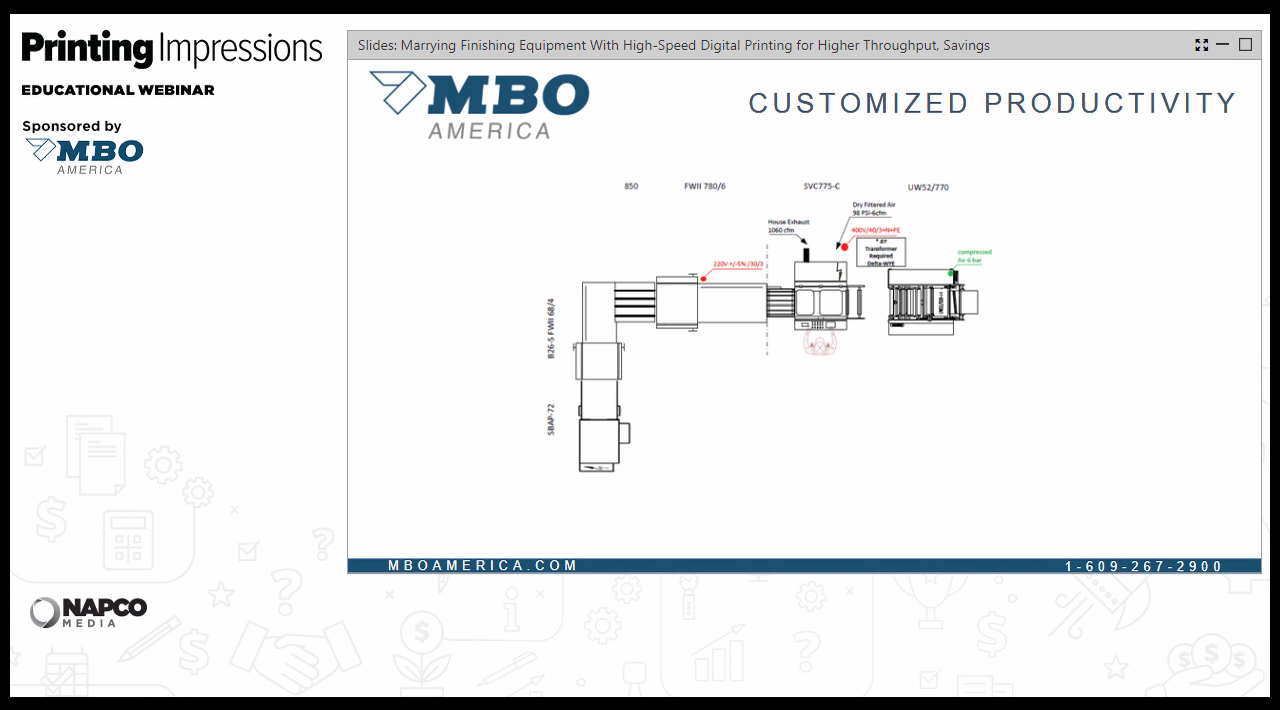 Printing Impressions
EDUCATIONAL WEBINAR
Sponsored by
MBO
AMERICA
Slides: Marrying Finishing Equipment With High-Speed Digital Printing for Higher Throughput, Savings
MBO
AMERICA
CUSTOMIZED PRODUCTIVITY
850
FWII 780/6
SVC775-C
UW52/770
Dry Filtered Air
98 PSI-6cfm
House Exhaust
1060 cfm
400V/40/3+N+PE
Transformer
Required
Delta-WYE
compressed
Air 6 bar
220V +/-5% /30/3
B26-S FWII 68/4
SBAP-72
MBOAMERICA.COM
1-609-267-2900
NAPCO
MEDIA